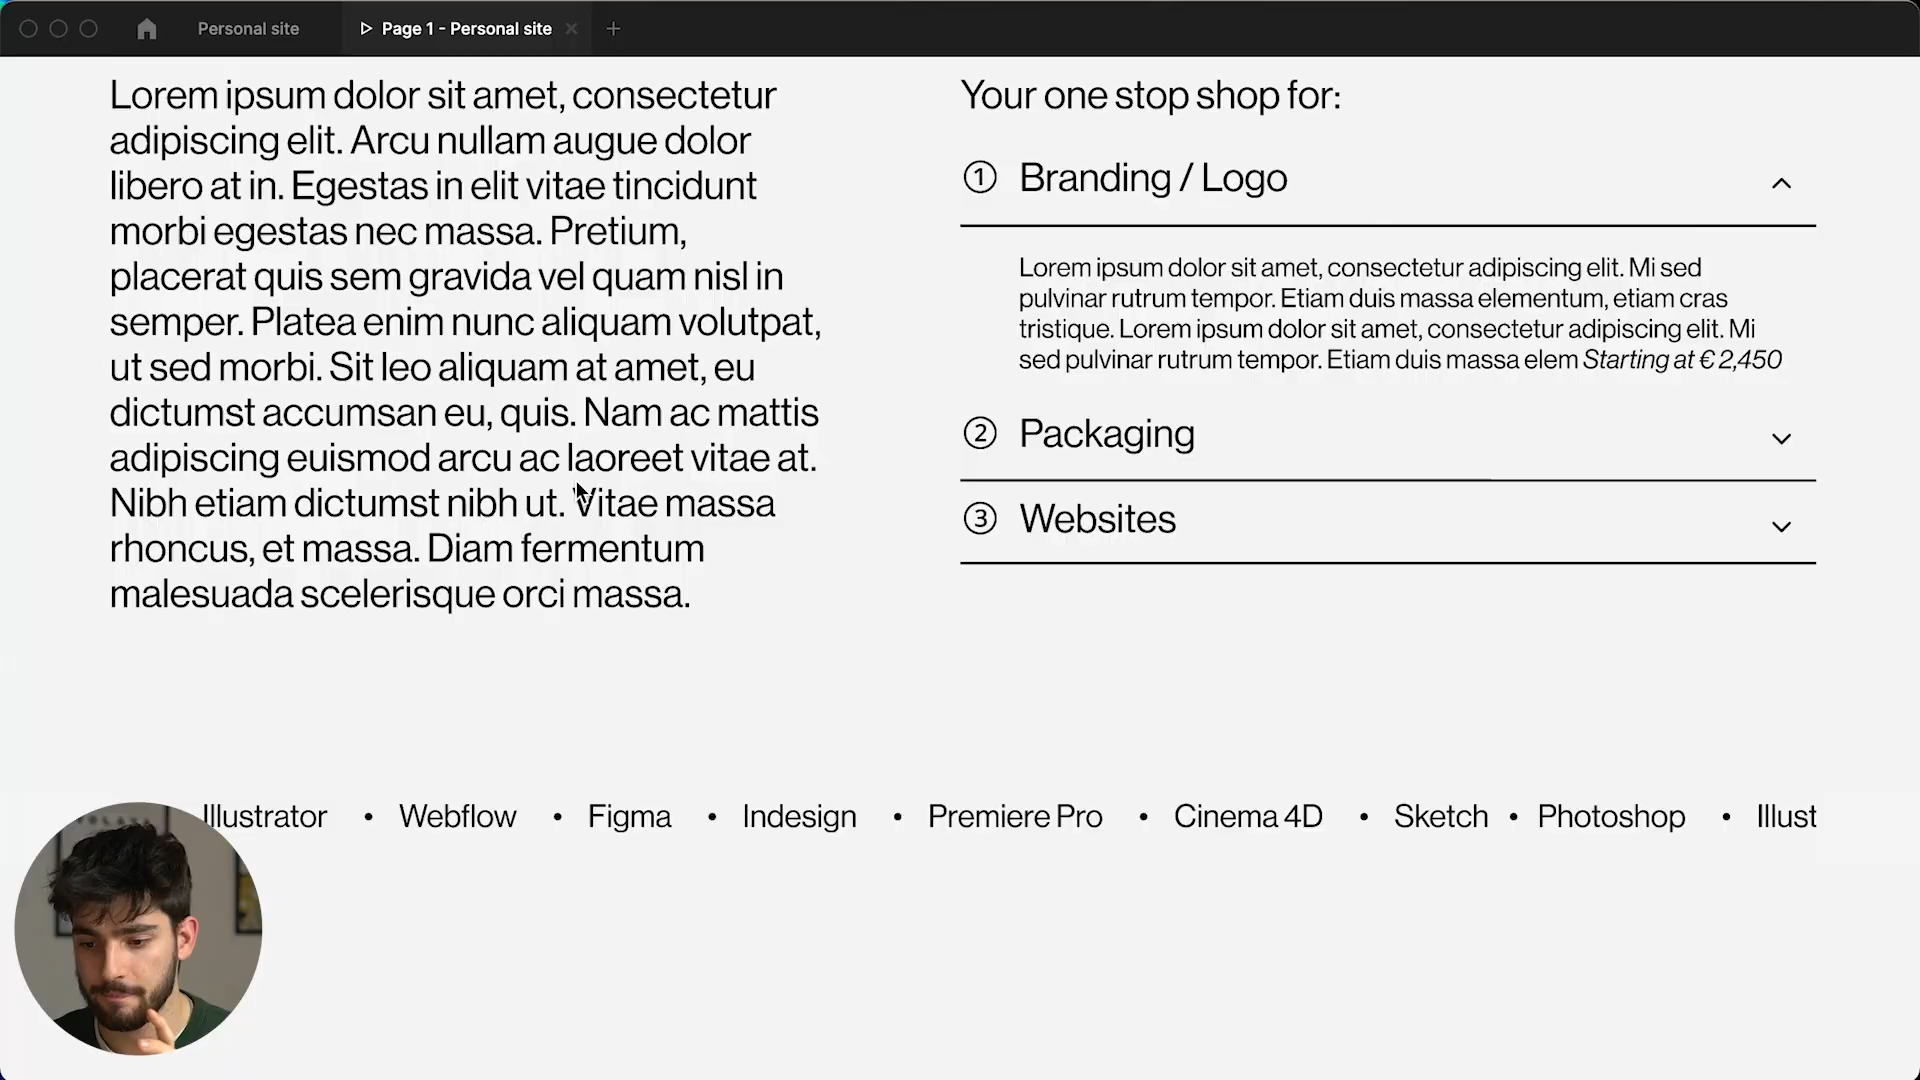 Personal site
Page 1 - Personal site
Lorem ipsum dolor sit amet, consectetur
adipiscing elit. Arcu nullam augue dolor
libero at in. Egestas in elit vitae tincidunt
morbi egestas nec massa. Pretium,
placerat quis sem gravida vel quam nisl in
semper. Platea enim nunc aliquam volutpat,
ut sed morbi. Sit leo aliquam at amet, eu
dictumst accumsan eu, quis. Nam ac mattis
adipiscing euismod arcu ac laoreet vitae at.
Nibh etiam dictumst nibh ut. Vitae massa
rhoncus, et massa. Diam fermentum
malesuada scelerisque orci massa.
Your one stop shop for:
① Branding / Logo
Lorem ipsum dolor sit amet, consectetur adipiscing elit. Mi sed
pulvinar rutrum tempor. Etiam duis massa elementum, etiam cras
tristique. Lorem ipsum dolor sit amet, consectetur adipiscing elit. Mi
sed pulvinar rutrum tempor. Etiam duis massa elem Starting at € 2,450
② Packaging
③ Websites
Illustrator • Webflow • Figma • Indesign • Premiere Pro • Cinema 4D • Sketch • Photoshop • Illust